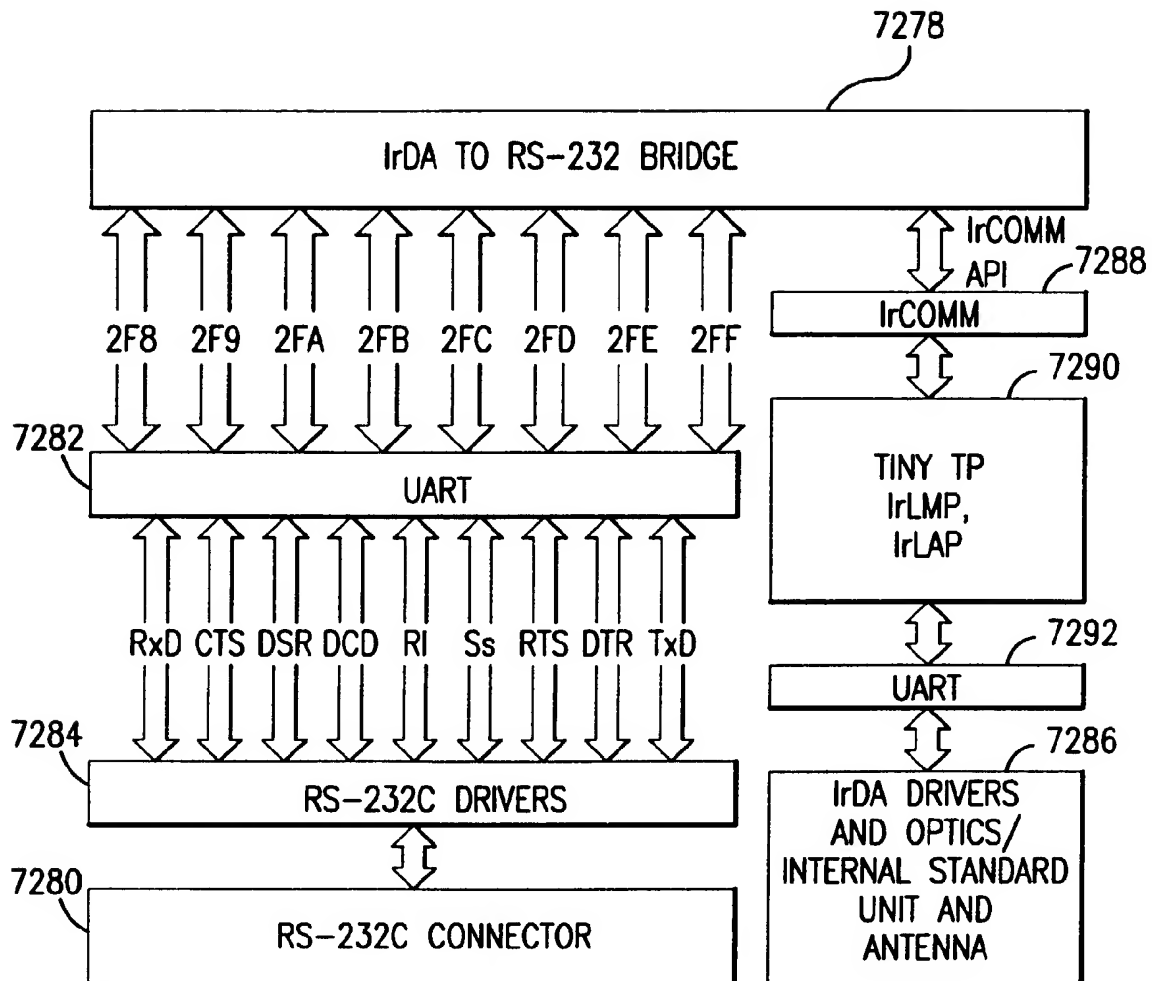 7278
IrDA TO RS-232 BRIDGE
IrCOMM
API
7288
2F8 2F9 2FA 2FB 2FC 2FD 2FE 2FF
IrCOMM
7290
7282
UART
TINY TP
IrLMP,
IrLAP
RxD CTS DSR DCD RI Ss RTS DTR TxD
7292
UART
7284
RS-232C DRIVERS
7286
IrDA DRIVERS
AND OPTICS/
INTERNAL STANDARD
UNIT AND
ANTENNA
7280
RS-232C CONNECTOR